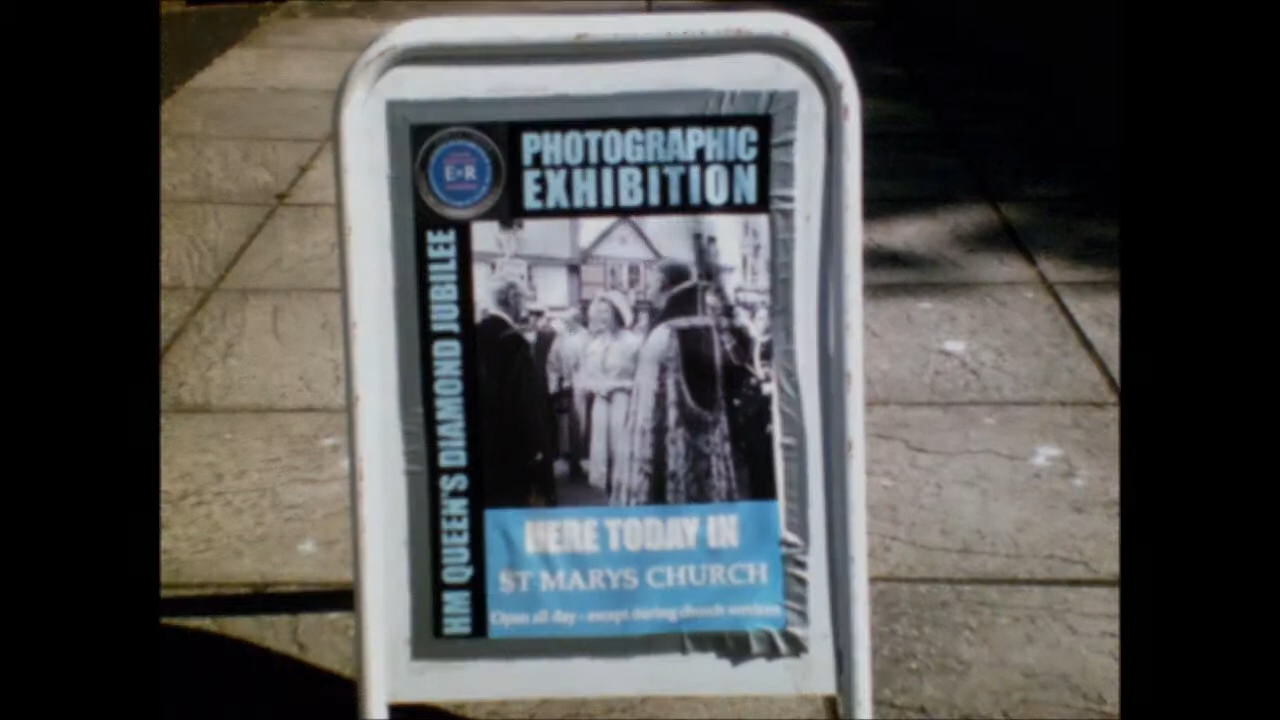 PHOTOGRAPHIC
EXHIBITION
E R
HM QUEEN'S DIAMOND JUBILEE
HERE TODAY IN
ST MARYS CHURCH
Open all day - except during church services